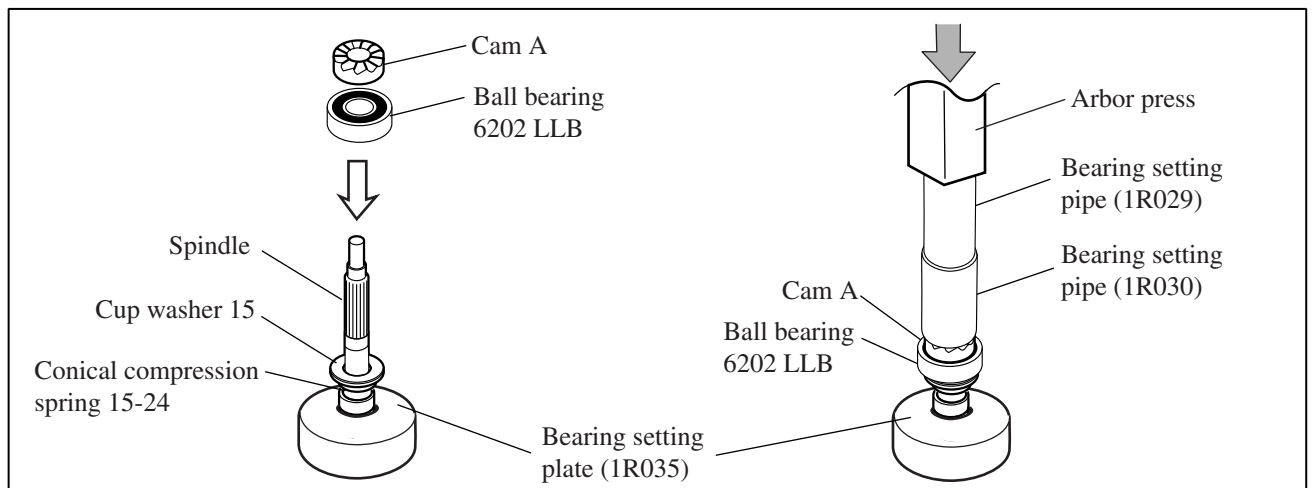 Cam A
Ball bearing
6202 LLB
Spindle
Cup washer 15
Conical compression
spring 15-24
Bearing setting
plate (1R035)
Arbor press
Bearing setting
pipe (1R029)
Bearing setting
pipe (1R030)
Cam A
Ball bearing
6202 LLB